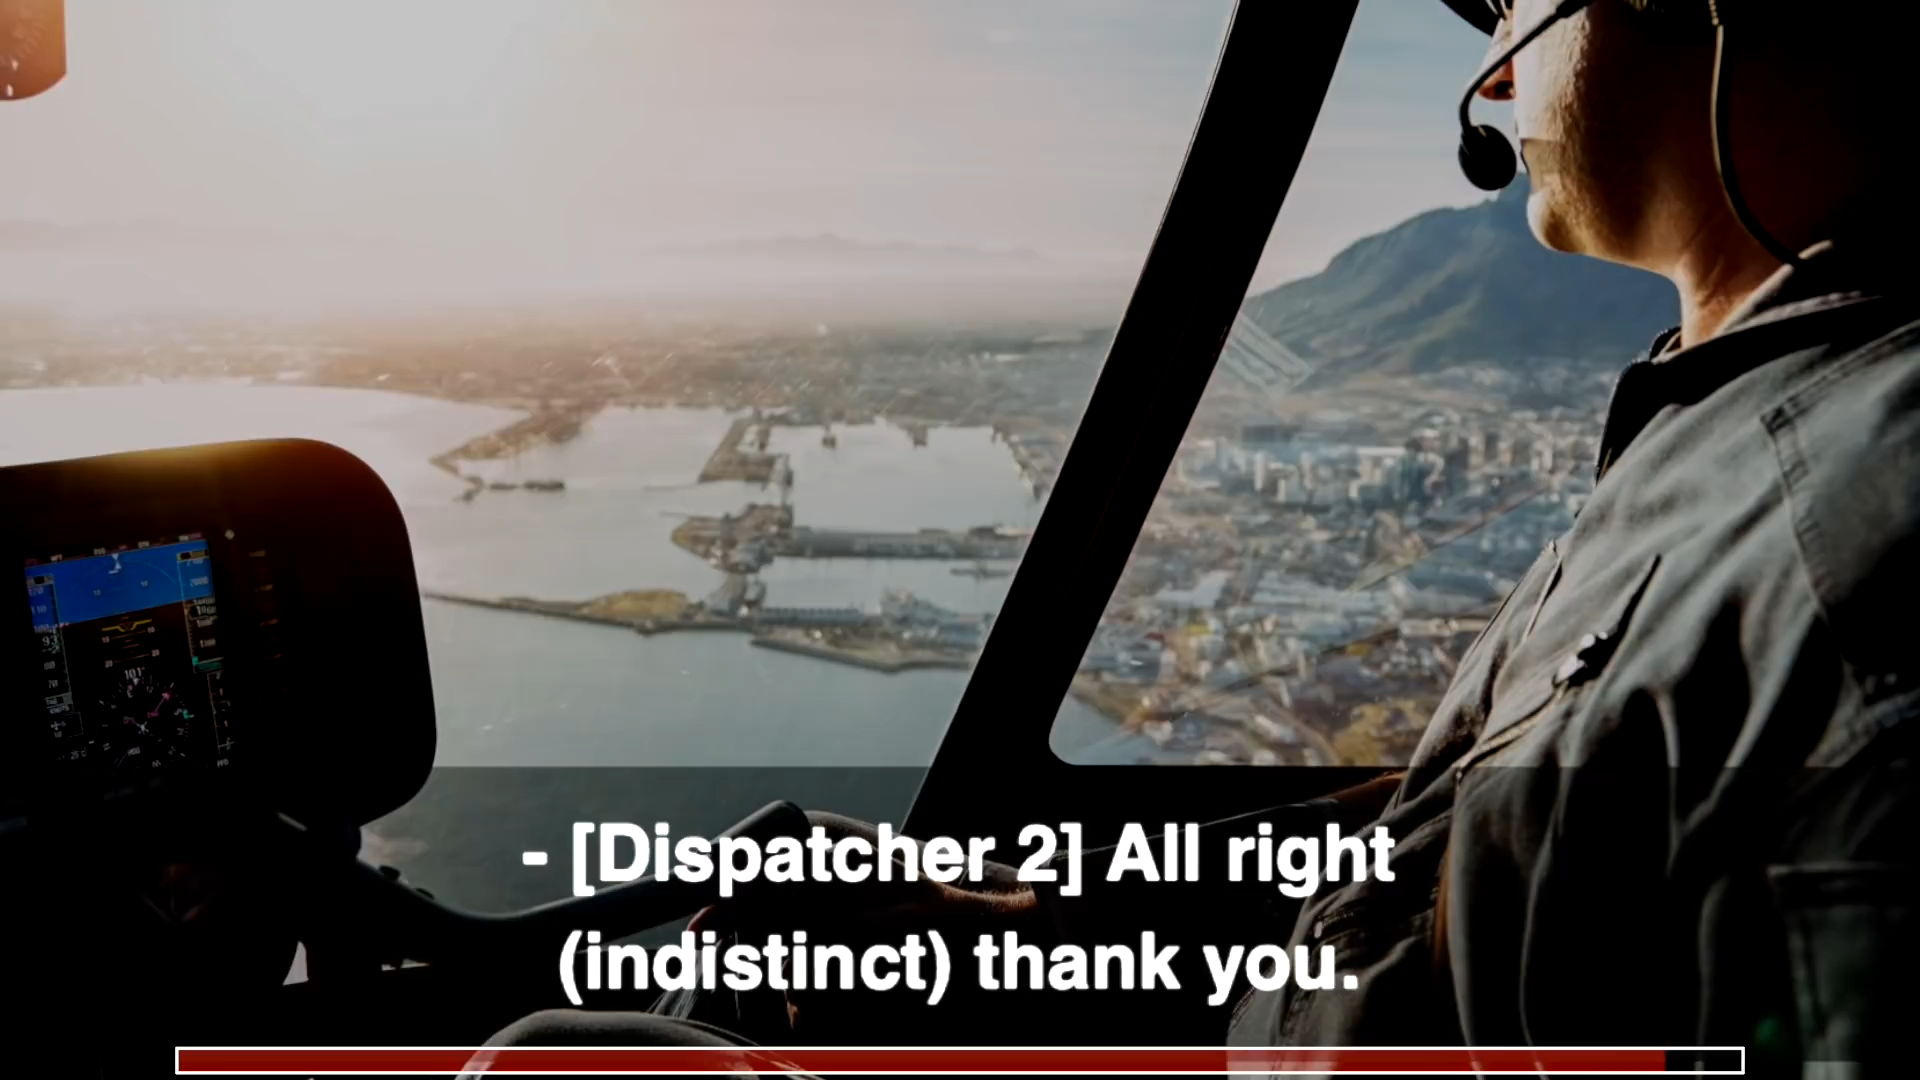 - [Dispatcher 2] All right
(indistinct) thank you.